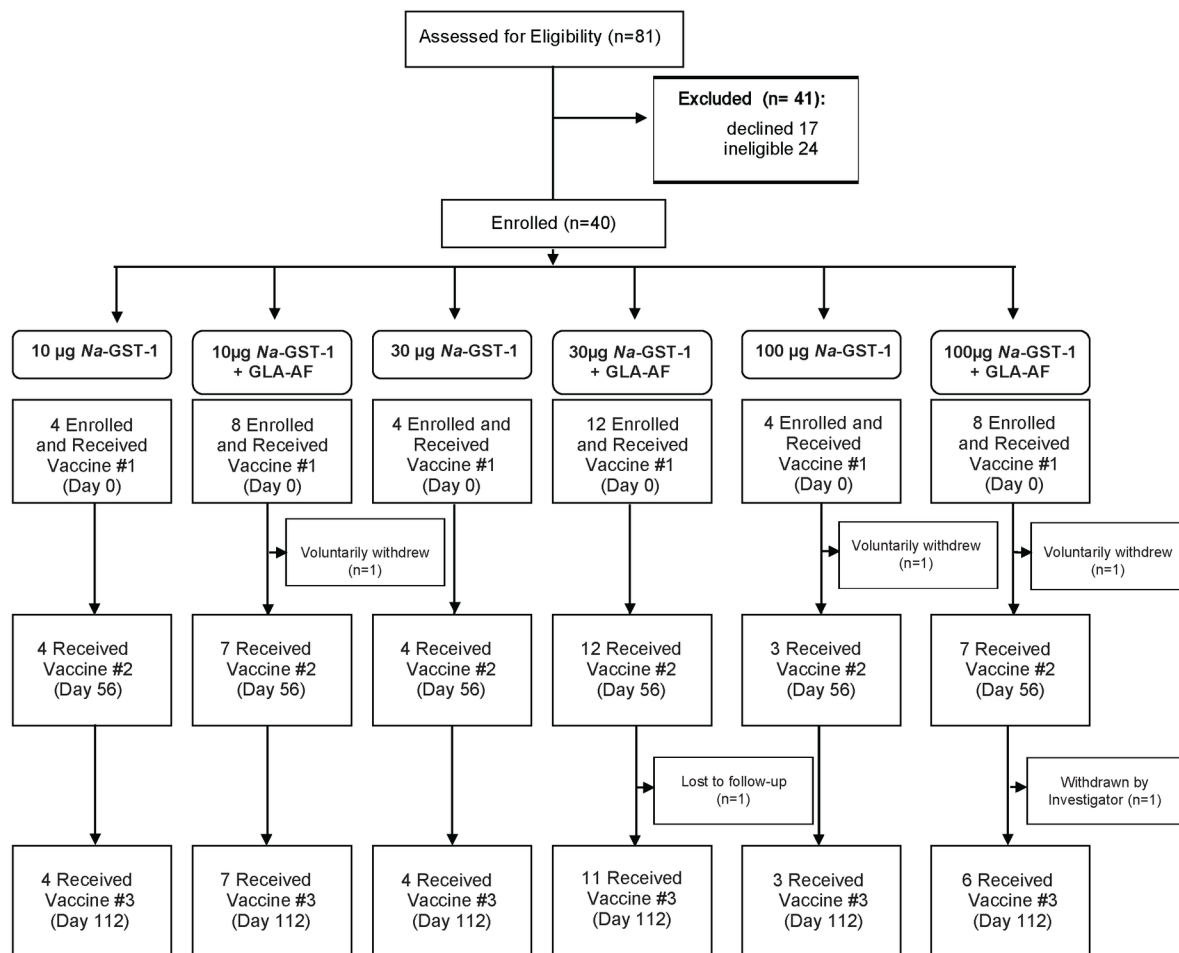 Assessed for Eligibility (n=81)
Excluded (n= 41):
declined 17
ineligible 24
Enrolled (n=40)
10 µg Na-GST-1
10µg Na-GST-1
+ GLA-AF
30 µg Na-GST-1
30µg Na-GST-1
+ GLA-AF
100 µg Na-GST-1
100µg Na-GST-1
+ GLA-AF
4 Enrolled
and Received
Vaccine #1
(Day 0)
8 Enrolled
and Received
Vaccine #1
(Day 0)
4 Enrolled and
Received
Vaccine #1
(Day 0)
12 Enrolled
and Received
Vaccine #1
(Day 0)
4 Enrolled and
Received
Vaccine #1
(Day 0)
8 Enrolled
and Received
Vaccine #1
(Day 0)
Voluntarily withdrew
(n=1)
Voluntarily withdrew
(n=1)
Voluntarily withdrew
(n=1)
4 Received
Vaccine #2
(Day 56)
7 Received
Vaccine #2
(Day 56)
4 Received
Vaccine #2
(Day 56)
12 Received
Vaccine #2
(Day 56)
3 Received
Vaccine #2
(Day 56)
7 Received
Vaccine #2
(Day 56)
Lost to follow-up
(n=1)
Withdrawn by
Investigator (n=1)
4 Received
Vaccine #3
(Day 112)
7 Received
Vaccine #3
(Day 112)
4 Received
Vaccine #3
(Day 112)
11 Received
Vaccine #3
(Day 112)
3 Received
Vaccine #3
(Day 112)
6 Received
Vaccine #3
(Day 112)